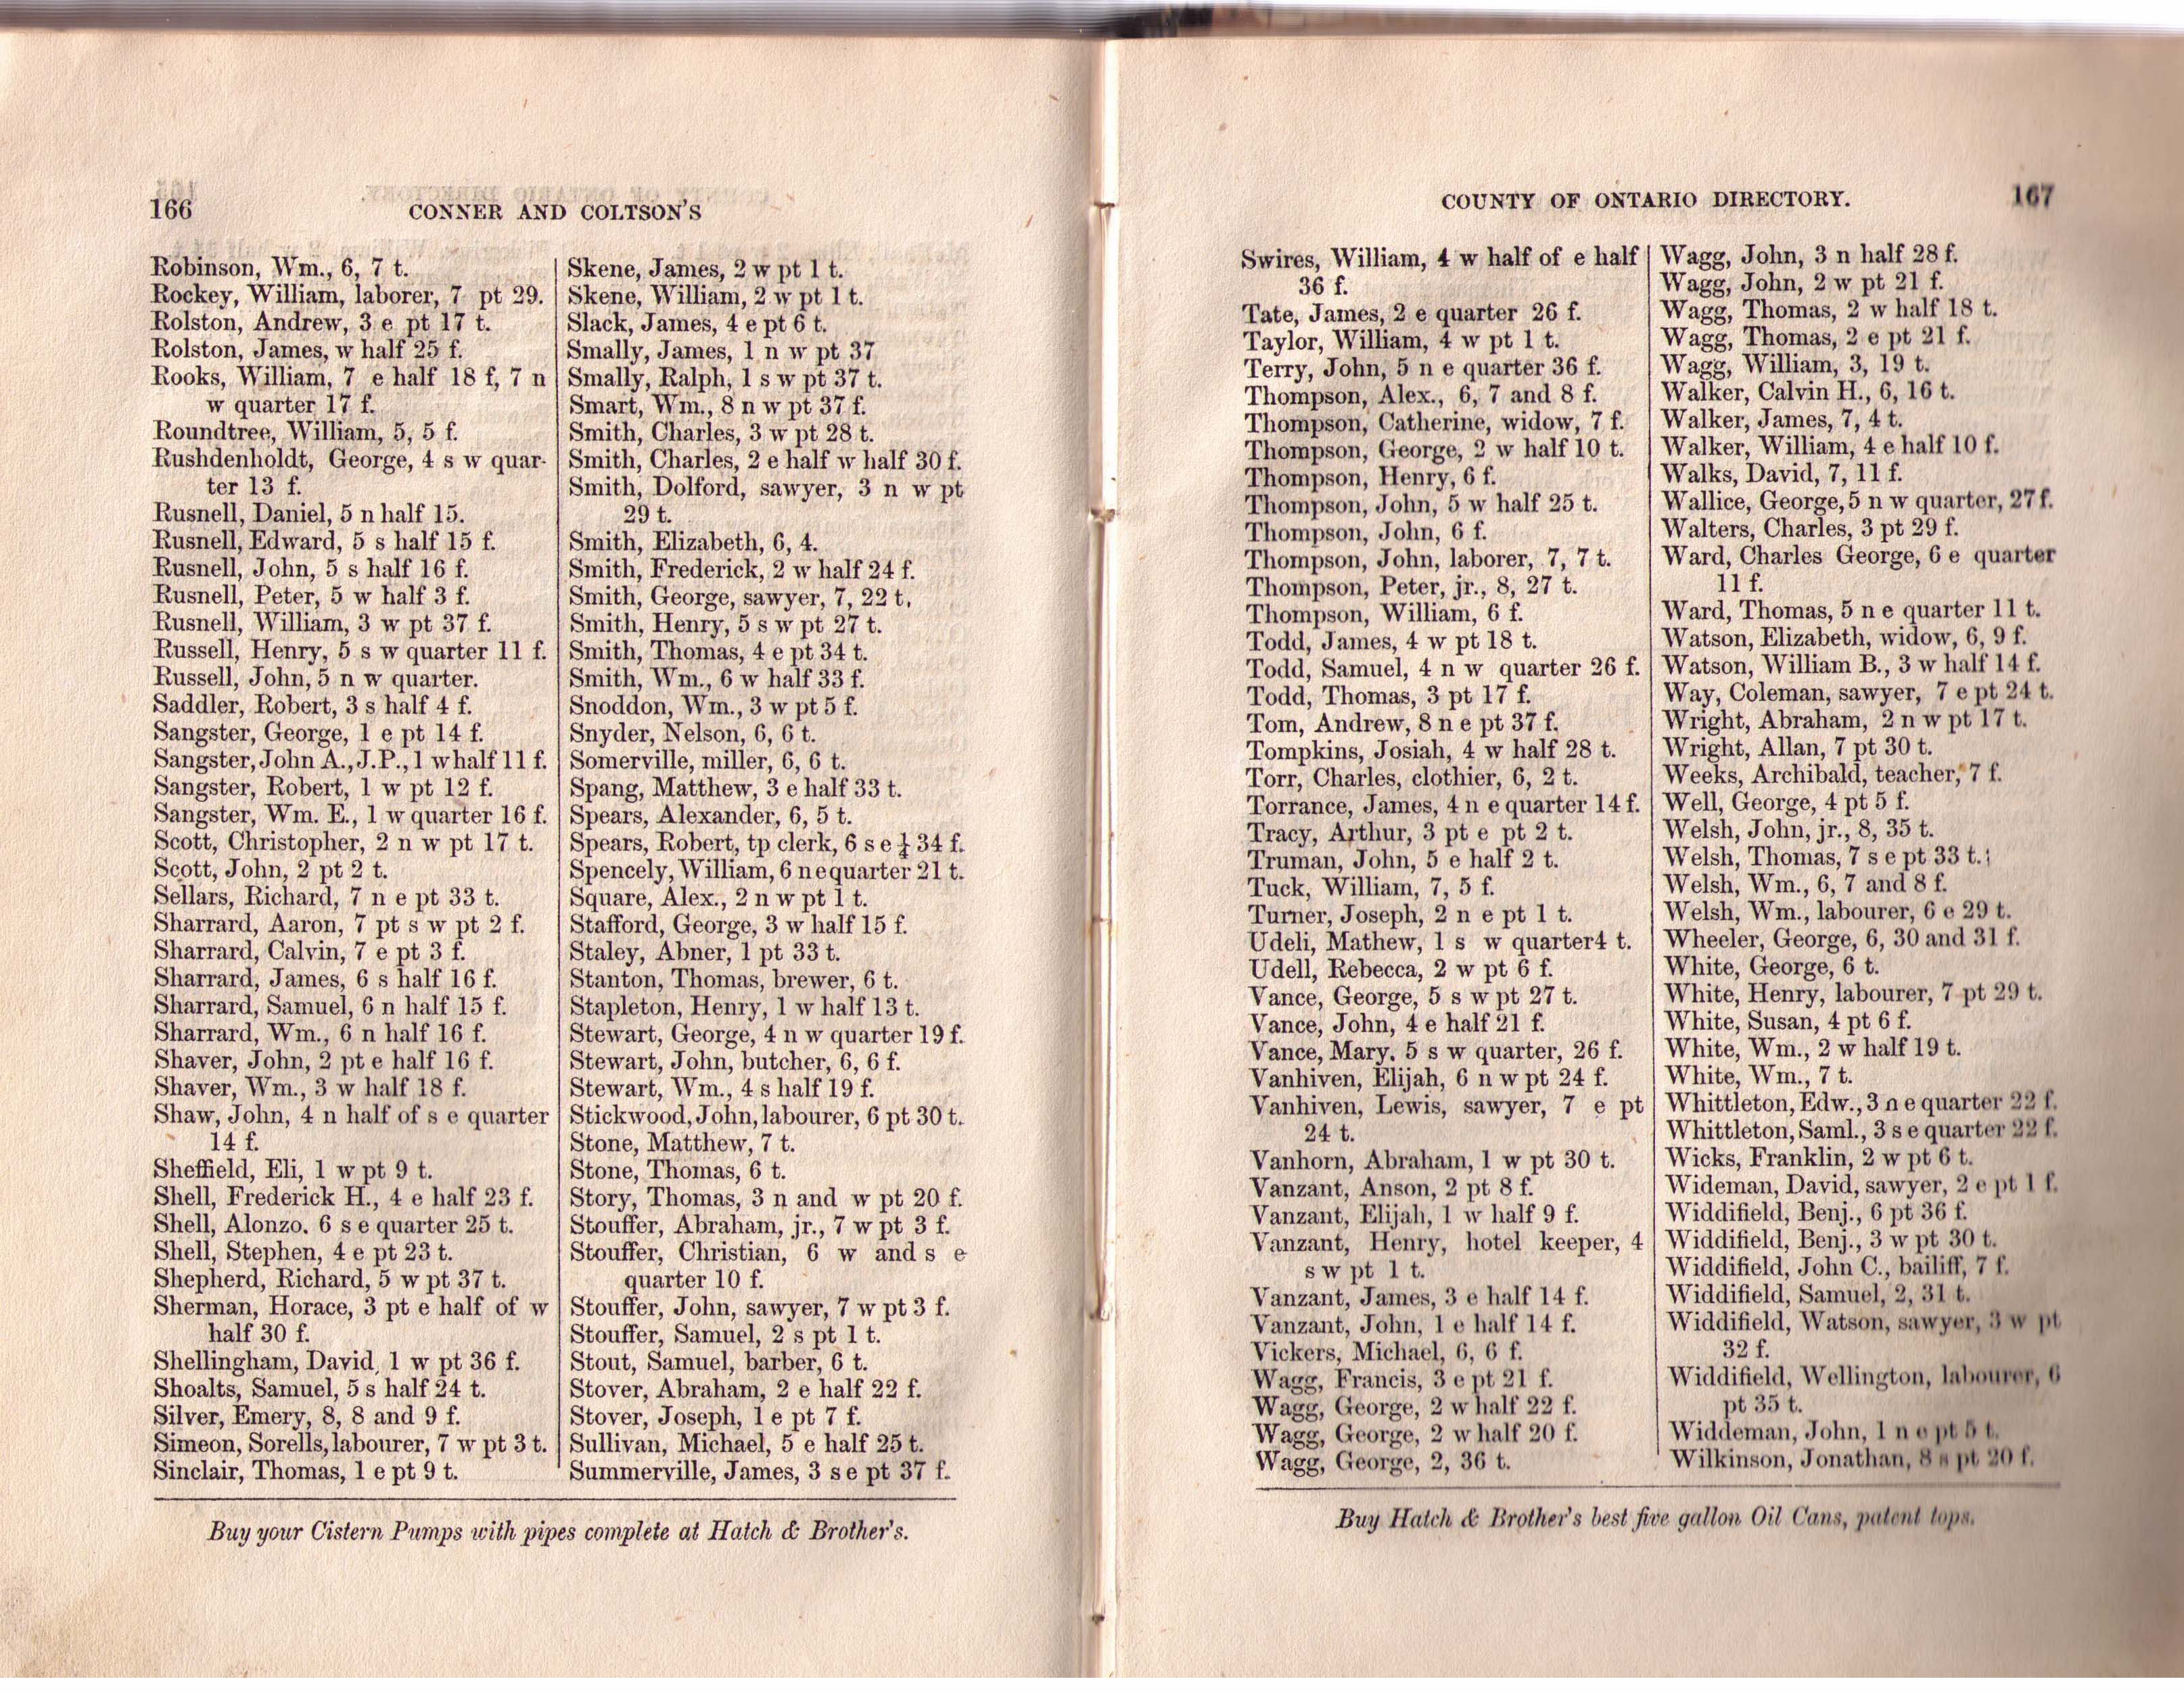 166
CONNER AND COLTSON'S
Robinson, Wm., 6, 7 t.
Rockey, William, laborer, 7 pt 29.
Rolston, Andrew, 3 e pt 17 t.
Rolston, James, w half 25 f.
Rooks, William, 7 e half 18 f, 7 n
w quarter 17 f.
Roundtree, William, 5, 5 f.
Rushdenholdt, George, 4 s w quar-
ter 13 f.
Rusnell, Daniel, 5 n half 15.
Rusnell, Edward, 5 s half 15 f.
Rusnell, John, 5 s half 16 f.
Rusnell, Peter, 5 w half 3 f.
Rusnell, William, 3 w pt 37 f.
Russell, Henry, 5 s w quarter 11 f.
Russell, John, 5 n w quarter.
Saddler, Robert, 3 s half 4 f.
Sangster, George, 1 e pt 14 f.
Sangster, John A., J.P., 1 w half 11 f.
Sangster, Robert, 1 w pt 12 f.
Sangster, Wm. E., 1 w quarter 16 f.
Scott, Christopher, 2 n w pt 17 t.
Scott, John, 2 pt 2 t.
Sellars, Richard, 7 n e pt 33 t.
Sharrard, Aaron, 7 pt s w pt 2 f.
Sharrard, Calvin, 7 e pt 3 f.
Sharrard, James, 6 s half 16 f.
Sharrard, Samuel, 6 n half 15 f.
Sharrard, Wm., 6 n half 16 f.
Shaver, John, 2 pt e half 16 f.
Shaver, Wm., 3 w half 18 f.
Shaw, John, 4 n half of s e quarter
14 f.
Sheffield, Eli, 1 w pt 9 t.
Shell, Frederick H., 4 e half 23 f.
Shell, Alonzo. 6 s e quarter 25 t.
Shell, Stephen, 4 e pt 23 t.
Shepherd, Richard, 5 w pt 37 t.
Sherman, Horace, 3 pt e half of w
half 30 f.
Shellingham, David, 1 w pt 36 f.
Shoalts, Samuel, 5 s half 24 t.
Silver, Emery, 8, 8 and 9 f.
Simeon, Sorells, labourer, 7 w pt 3 t.
Sinclair, Thomas, 1 e pt 9 t.
Skene, James, 2 w pt 1 t.
Skene, William, 2 w pt 1 t.
Slack, James, 4 e pt 6 t.
Smally, James, 1 n w pt 37
Smally, Ralph, 1 s w pt 37 t.
Smart, Wm., 8 n w pt 37 f.
Smith, Charles, 3 w pt 28 t.
Smith, Charles, 2 e half w half 30 f.
Smith, Dolford, sawyer, 3 n w pt
29 t.
Smith, Elizabeth, 6, 4.
Smith, Frederick, 2 w half 24 f.
Smith, George, sawyer, 7, 22 t.
Smith, Henry, 5 s w pt 27 t.
Smith, Thomas, 4 e pt 34 t.
Smith, Wm., 6 w half 33 f.
Snoddon, Wm., 3 w pt 5 f.
Snyder, Nelson, 6, 6 t.
Somerville, miller, 6, 6 t.
Spang, Matthew, 3 e half 33 t.
Spears, Alexander, 6, 5 t.
Spears, Robert, tp clerk, 6 s e ¼ 34 f.
Spencely, William, 6 n e quarter 21 t.
Square, Alex., 2 n w pt 1 t.
Stafford, George, 3 w half 15 f.
Staley, Abner, 1 pt 33 t.
Stanton, Thomas, brewer, 6 t.
Stapleton, Henry, 1 w half 13 t.
Stewart, George, 4 n w quarter 19 f.
Stewart, John, butcher, 6, 6 f.
Stewart, Wm., 4 s half 19 f.
Stickwood, John, labourer, 6 pt 30 t.
Stone, Matthew, 7 t.
Stone, Thomas, 6 t.
Story, Thomas, 3 n and w pt 20 f.
Stouffer, Abraham, jr., 7 w pt 3 f.
Stouffer, Christian, 6 w and s e
quarter 10 f.
Stouffer, John, sawyer, 7 w pt 3 f.
Stouffer, Samuel, 2 s pt 1 t.
Stout, Samuel, barber, 6 t.
Stover, Abraham, 2 e half 22 f.
Stover, Joseph, 1 e pt 7 f.
Sullivan, Michael, 5 e half 25 t.
Summerville, James, 3 s e pt 37 f.
Buy your Cistern Pumps with pipes complete at Hatch & Brother's.
COUNTY OF ONTARIO DIRECTORY.
167
Swires, William, 4 w half of e half
36 f.
Tate, James, 2 e quarter 26 f.
Taylor, William, 4 w pt 1 t.
Terry, John, 5 n e quarter 36 f.
Thompson, Alex., 6, 7 and 8 f.
Thompson, Catherine, widow, 7 f.
Thompson, George, 2 w half 10 t.
Thompson, Henry, 6 f.
Thompson, John, 5 w half 25 t.
Thompson, John, 6 f.
Thompson, John, laborer, 7, 7 t.
Thompson, Peter, jr., 8, 27 t.
Thompson, William, 6 f.
Todd, James, 4 w pt 18 t.
Todd, Samuel, 4 n w quarter 26 f.
Todd, Thomas, 3 pt 17 f.
Tom, Andrew, 8 n e pt 37 f.
Tompkins, Josiah, 4 w half 28 t.
Torr, Charles, clothier, 6, 2 t.
Torrance, James, 4 n e quarter 14 f.
Tracy, Arthur, 3 pt e pt 2 t.
Truman, John, 5 e half 2 t.
Tuck, William, 7, 5 f.
Turner, Joseph, 2 n e pt 1 t.
Udeli, Mathew, 1 s w quarter4 t.
Udell, Rebecca, 2 w pt 6 f.
Vance, George, 5 s w pt 27 t.
Vance, John, 4 e half 21 f.
Vance, Mary. 5 s w quarter, 26 f.
Vanhiven, Elijah, 6 n w pt 24 f.
Vanhiven, Lewis, sawyer, 7 e pt
24 t.
Vanhorn, Abraham, 1 w pt 30 t.
Vanzant, Anson, 2 pt 8 f.
Vanzant, Elijah, 1 w half 9 f.
Vanzant, Henry, hotel keeper, 4
s w pt 1 t.
Vanzant, James, 3 e half 14 f.
Vanzant, John, 1 e half 14 f.
Vickers, Michael, 6, 6 f.
Wagg, Francis, 3 e pt 21 f.
Wagg, George, 2 w half 22 f.
Wagg, George, 2 w half 20 f.
Wagg, George, 2, 36 t.
Wagg, John, 3 n half 28 f.
Wagg, John, 2 w pt 21 f.
Wagg, Thomas, 2 w half 18 t.
Wagg, Thomas, 2 e pt 21 f.
Wagg, William, 3, 19 t.
Walker, Calvin H., 6, 16 t.
Walker, James, 7, 4 t.
Walker, William, 4 e half 10 f.
Walks, David, 7, 11 f.
Wallice, George, 5 n w quarter, 27 f.
Walters, Charles, 3 pt 29 f.
Ward, Charles George, 6 e quarter
11 f.
Ward, Thomas, 5 n e quarter 11 t.
Watson, Elizabeth, widow, 6, 9 f.
Watson, William B., 3 w half 14 f.
Way, Coleman, sawyer, 7 e pt 24 t.
Wright, Abraham, 2 n w pt 17 t.
Wright, Allan, 7 pt 30 t.
Weeks, Archibald, teacher, 7 f.
Well, George, 4 pt 5 f.
Welsh, John, jr., 8, 35 t.
Welsh, Thomas, 7 s e pt 33 t.
Welsh, Wm., 6, 7 and 8 f.
Welsh, Wm., labourer, 6 e 29 t.
Wheeler, George, 6, 30 and 31 f.
White, George, 6 t.
White, Henry, labourer, 7 pt 29 t.
White, Susan, 4 pt 6 f.
White, Wm., 2 w half 19 t.
White, Wm., 7 t.
Whittleton, Edw., 3 n e quarter 22 f.
Whittleton, Saml., 3 s e quarter 22 f.
Wicks, Franklin, 2 w pt 6 t.
Wideman, David, sawyer, 2 e pt 1 f.
Widdifield, Benj., 6 pt 36 f.
Widdifield, Benj., 3 w pt 30 t.
Widdifield, John C., bailiff, 7 f.
Widdifield, Samuel, 2, 31 t.
Widdifield, Watson, sawyer, 3 w pt
32 f.
Widdifield, Wellington, labourer, 6
pt 35 t.
Widdeman, John, 1 n e pt 5 t.
Wilkinson, Jonathan, 8 pt 20 f.
Buy Hatch & Brother's best five gallon Oil Cans, patent tops.